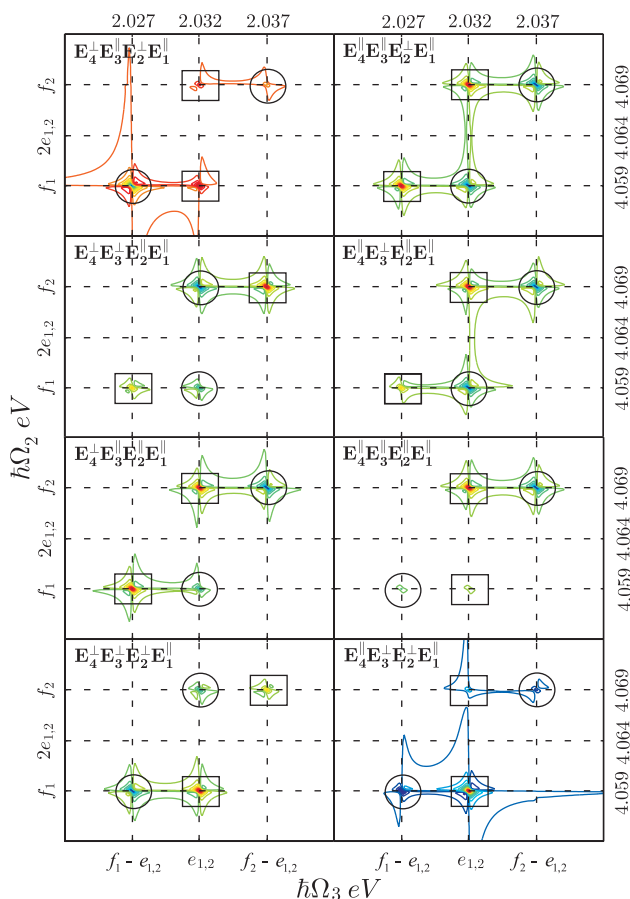 2.027 2.032 2.037 2.027 2.032 2.037
E₄^⊥E₃^∥E₂^⊥E₁^∥ E₄^∥E₃^∥E₂^⊥E₁^∥
f₂ 4.069
2e₁,₂ 4.064
f₁ 4.059
E₄^⊥E₃^⊥E₂^∥E₁^∥ E₄^∥E₃^⊥E₂^∥E₁^∥
f₂ 4.069
2e₁,₂ 4.064
f₁ 4.059
ħΩ₂ eV
E₄^⊥E₃^∥E₂^∥E₁^∥ E₄^∥E₃^∥E₂^∥E₁^∥
f₂ 4.069
2e₁,₂ 4.064
f₁ 4.059
E₄^⊥E₃^⊥E₂^⊥E₁^∥ E₄^∥E₃^⊥E₂^⊥E₁^∥
f₂ 4.069
2e₁,₂ 4.064
f₁ 4.059
f₁ - e₁,₂ e₁,₂ f₂ - e₁,₂ f₁ - e₁,₂ e₁,₂ f₂ - e₁,₂
ħΩ₃ eV